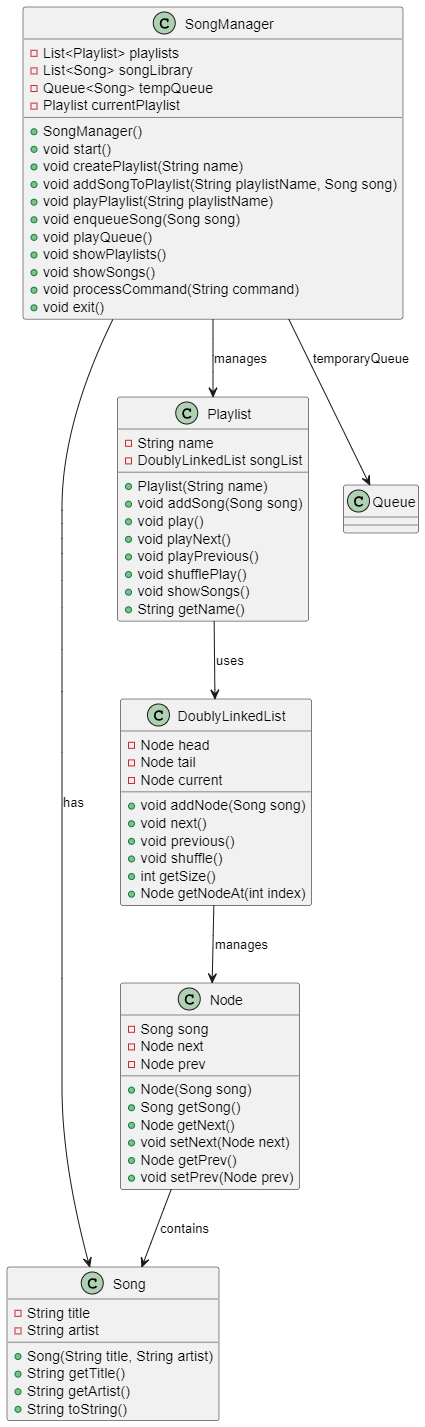 C SongManager
List<Playlist> playlists
List<Song> songLibrary
Queue<Song> tempQueue
Playlist currentPlaylist
SongManager()
void start()
void createPlaylist(String name)
void addSongToPlaylist(String playlistName, Song song)
void playPlaylist(String playlistName)
void enqueueSong(Song song)
void playQueue()
void showPlaylists()
void showSongs()
void processCommand(String command)
void exit()
manages
temporaryQueue
C Playlist
String name
DoublyLinkedList songList
Playlist(String name)
void addSong(Song song)
void play()
void playNext()
void playPrevious()
void shufflePlay()
void showSongs()
String getName()
C Queue
uses
C DoublyLinkedList
Node head
Node tail
Node current
void addNode(Song song)
void next()
void previous()
void shuffle()
int getSize()
Node getNodeAt(int index)
has
manages
C Node
Song song
Node next
Node prev
Node(Song song)
Song getSong()
Node getNext()
void setNext(Node next)
Node getPrev()
void setPrev(Node prev)
contains
C Song
String title
String artist
Song(String title, String artist)
String getTitle()
String getArtist()
String toString()